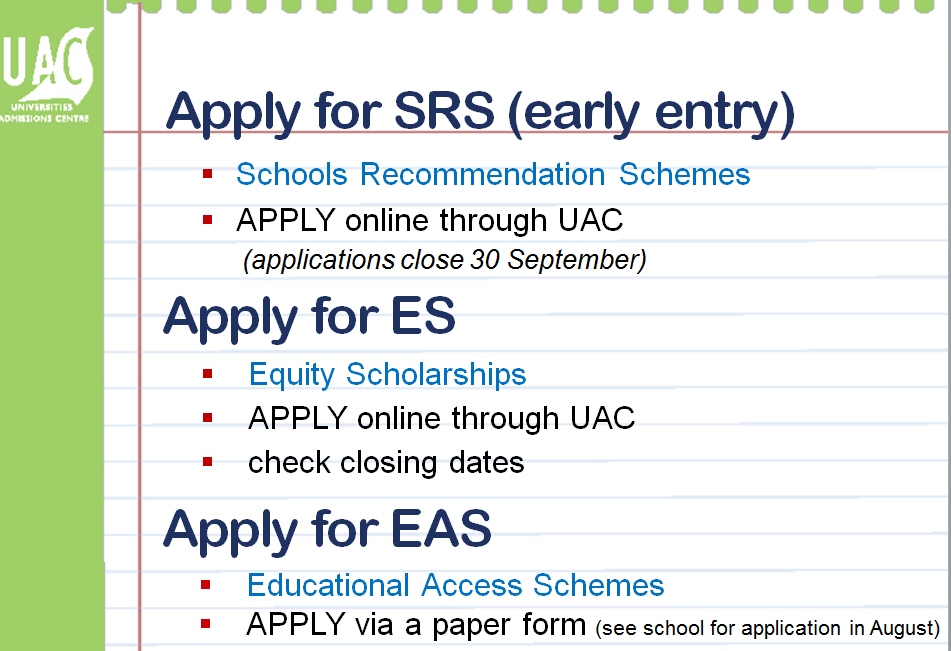 UAC
UNIVERSITIES
ADMISSIONS CENTRE
Apply for SRS (early entry)
▪ Schools Recommendation Schemes
▪ APPLY online through UAC
(applications close 30 September)
Apply for ES
▪ Equity Scholarships
▪ APPLY online through UAC
▪ check closing dates
Apply for EAS
▪ Educational Access Schemes
▪ APPLY via a paper form (see school for application in August)